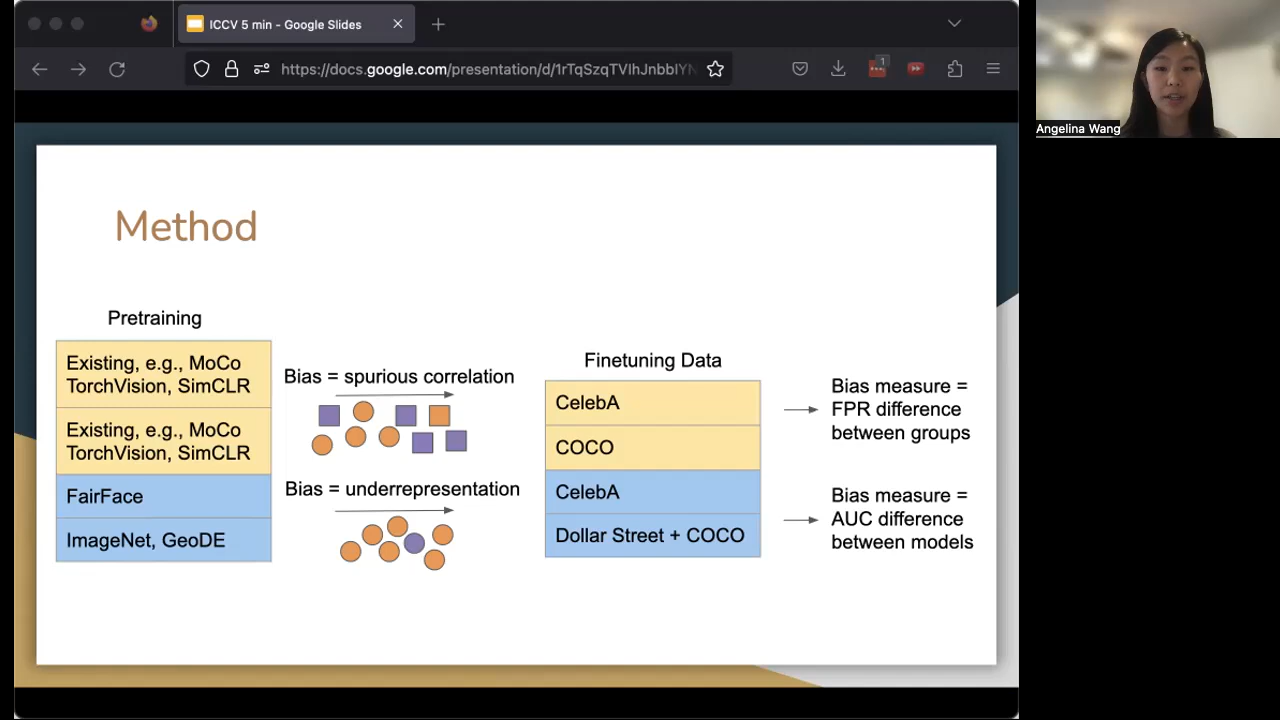 ICCV 5 min - Google Slides
https://docs.google.com/presentation/d/1rTqSzqTVlhJnbbIYN
1
Angelina Wang
Method
Pretraining
Existing, e.g., MoCo
TorchVision, SimCLR
Existing, e.g., MoCo
TorchVision, SimCLR
FairFace
ImageNet, GeoDE
Bias = spurious correlation
Bias = underrepresentation
Finetuning Data
CelebA
COCO
CelebA
Dollar Street + COCO
Bias measure =
FPR difference
between groups
Bias measure =
AUC difference
between models